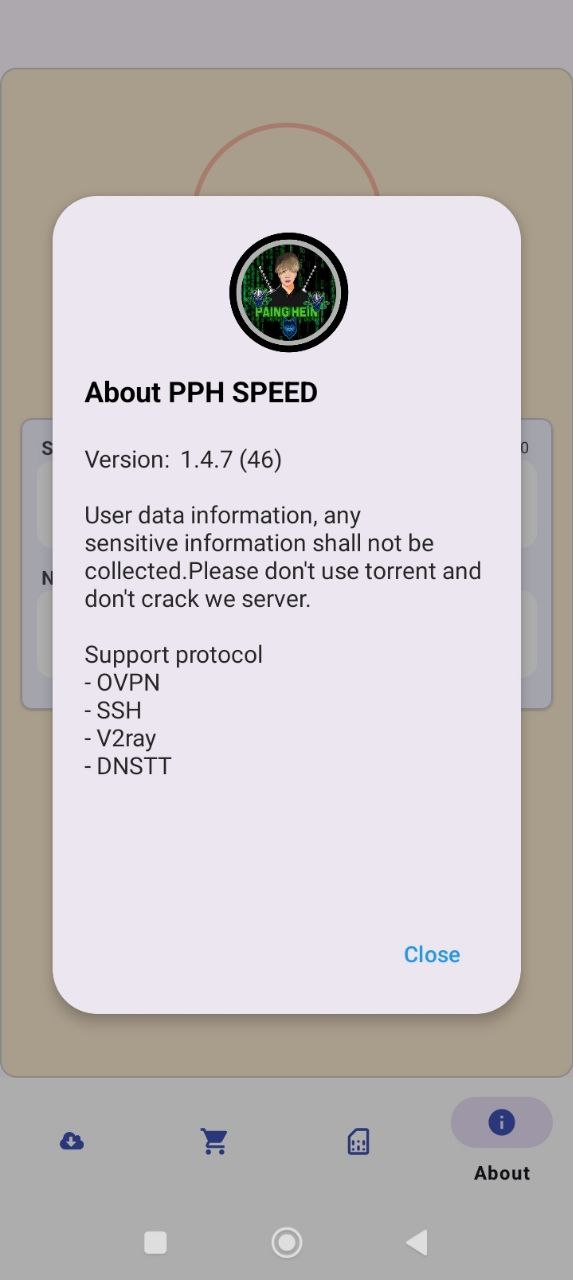 PAING HEIN
About PPH SPEED
S
0
Version: 1.4.7 (46)
User data information, any
sensitive information shall not be
collected.Please don't use torrent and
N
don't crack we server.
Support protocol
- OVPN
- SSH
- V2ray
- DNSTT
Close
About